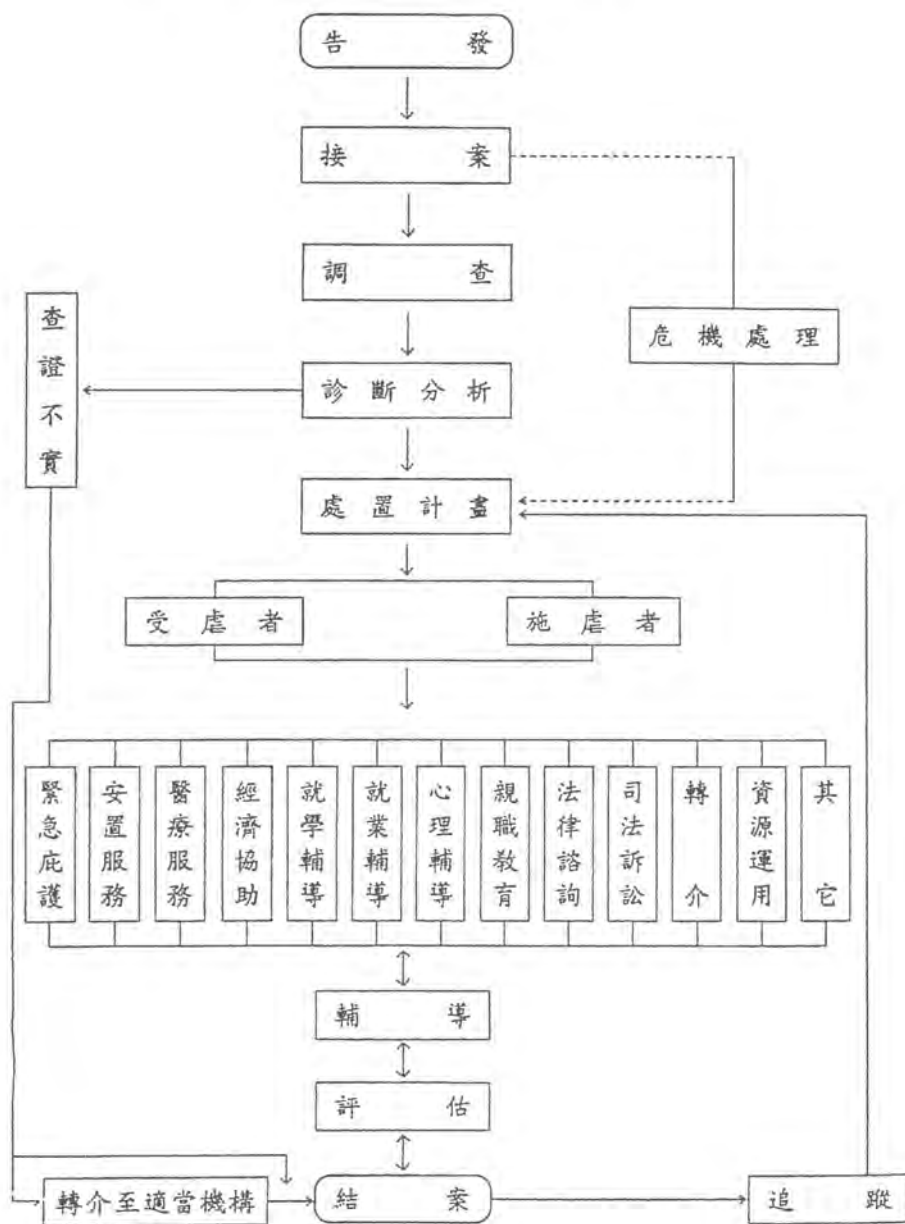 告發
接案
調查
查證不實
危機處理
診斷分析
處置計畫
受虐者
施虐者
緊急庇護
安置服務
醫療服務
經濟協助
就學輔導
就業輔導
心理輔導
親職教育
法律諮詢
司法訴訟
轉介
資源運用
其它
輔導
評估
轉介至適當機構
結案
追蹤